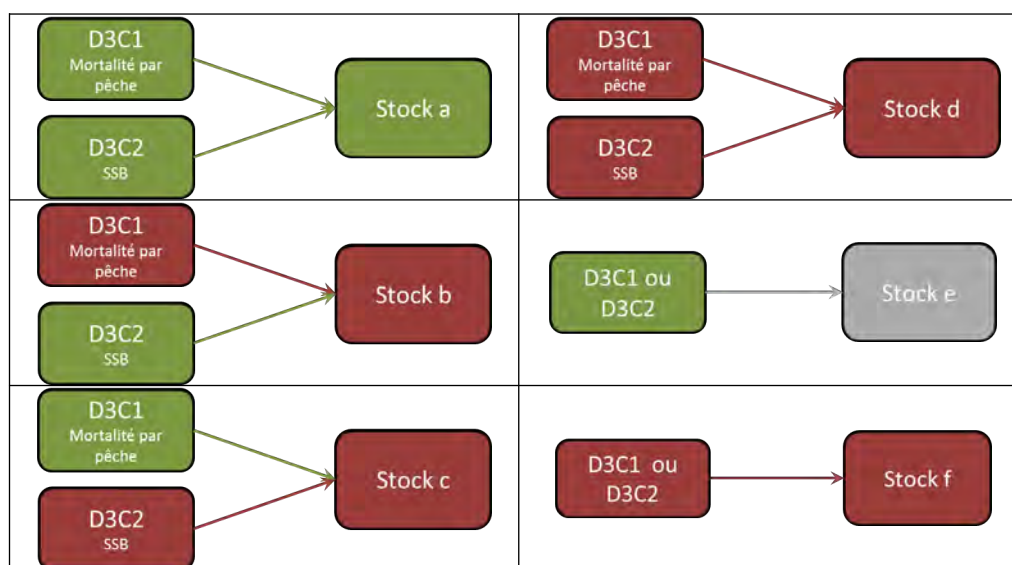 D3C1
Mortalité par
pêche
D3C2
SSB
Stock a
D3C1
Mortalité par
pêche
D3C2
SSB
Stock d
D3C1
Mortalité par
pêche
D3C2
SSB
Stock b
D3C1 ou
D3C2
Stock e
D3C1
Mortalité par
pêche
D3C2
SSB
Stock c
D3C1 ou
D3C2
Stock f